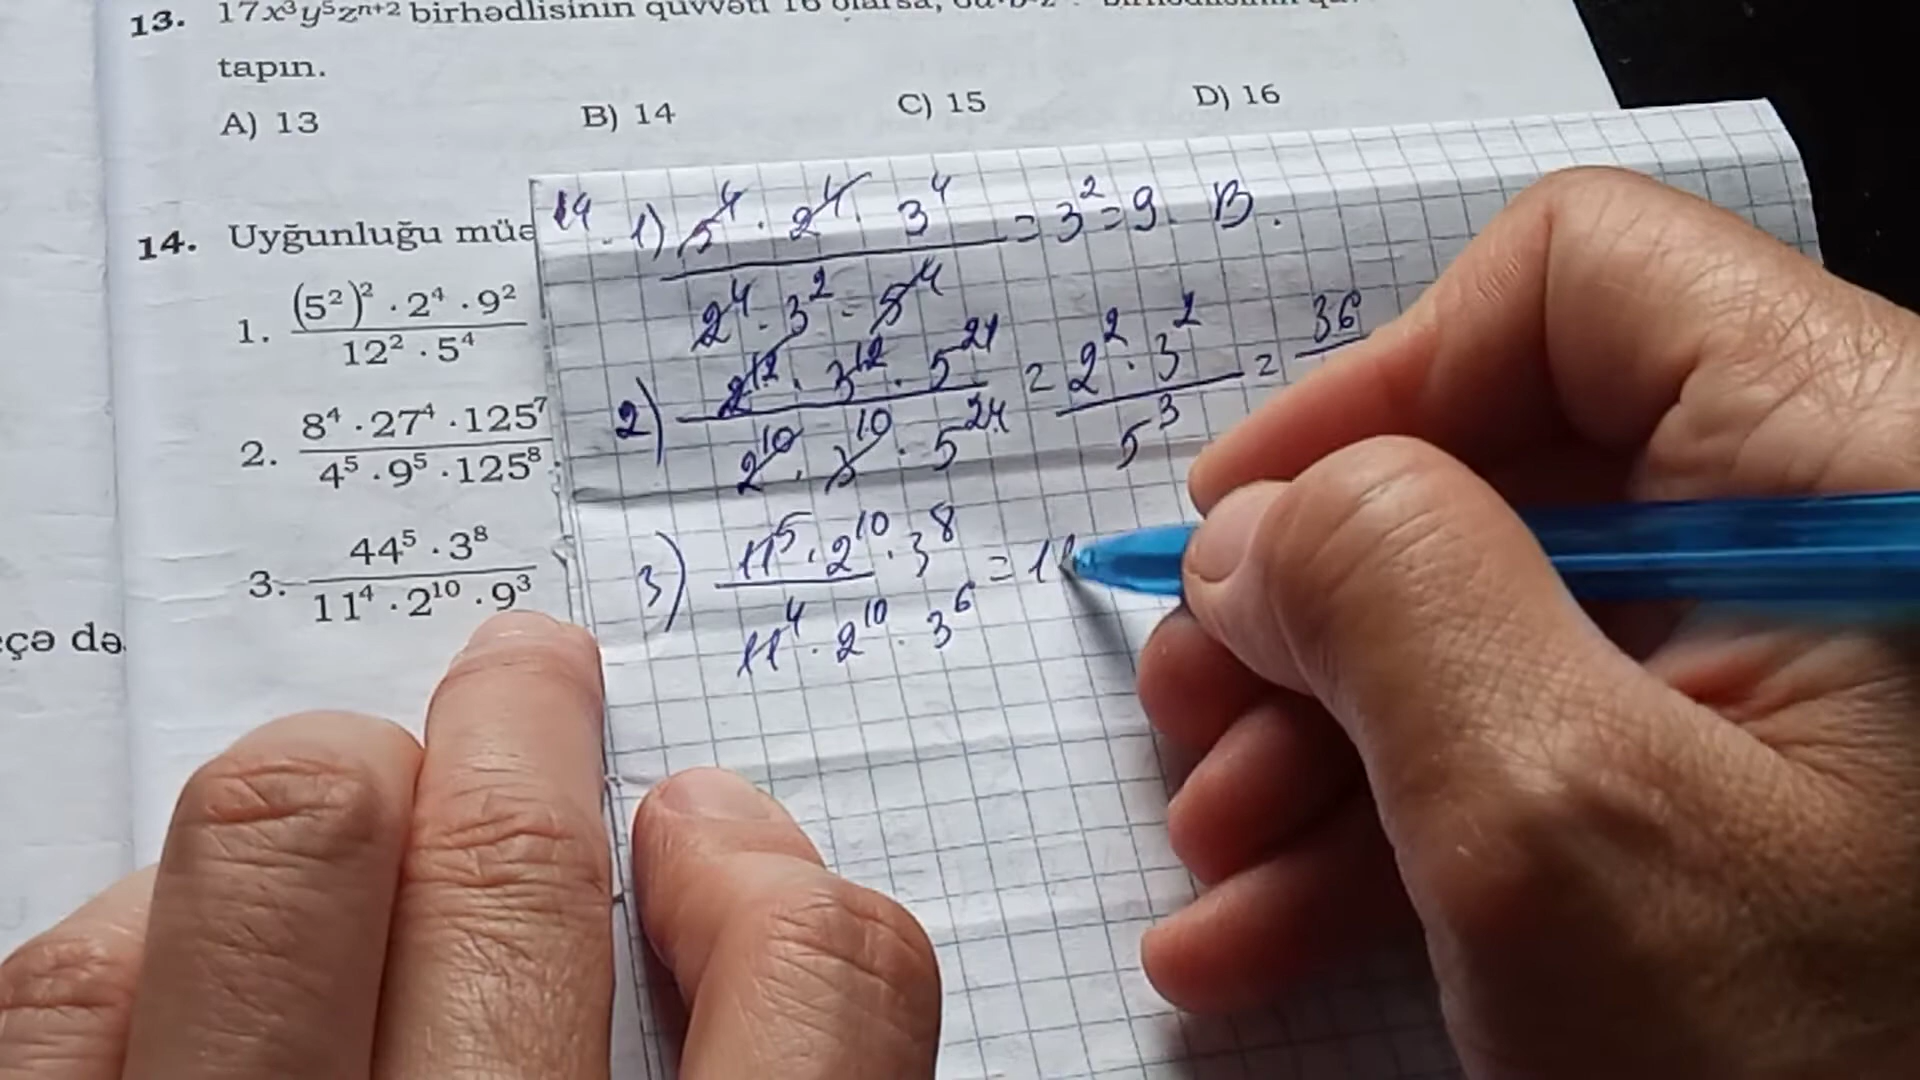 13. 17x³y⁵zⁿ⁺² birhədlisinin quvvəti 16 olarsa,
tapın.
A) 13 B) 14 C) 15 D) 16
14. Uyğunluğu müə
1. (5²)² · 2⁴ · 9² / 12² · 5⁴
2. 8⁴ · 27⁴ · 125⁷ / 4⁵ · 9⁵ · 125⁸
3. 44⁵ · 3⁸ / 11⁴ · 2¹⁰ · 9³
çə də
14. 1) 5⁴ · 2⁴ · 3⁴ / 2⁴ · 3² · 5⁴ = 3² = 9. B.
2) 2¹² · 3¹² · 5²¹ / 2¹⁰ · 3¹⁰ · 5²⁴ = 2² · 3² / 5³ = 36
3) 11⁵ · 2¹⁰ · 3⁸ / 11⁴ · 2¹⁰ · 3⁶ = 11